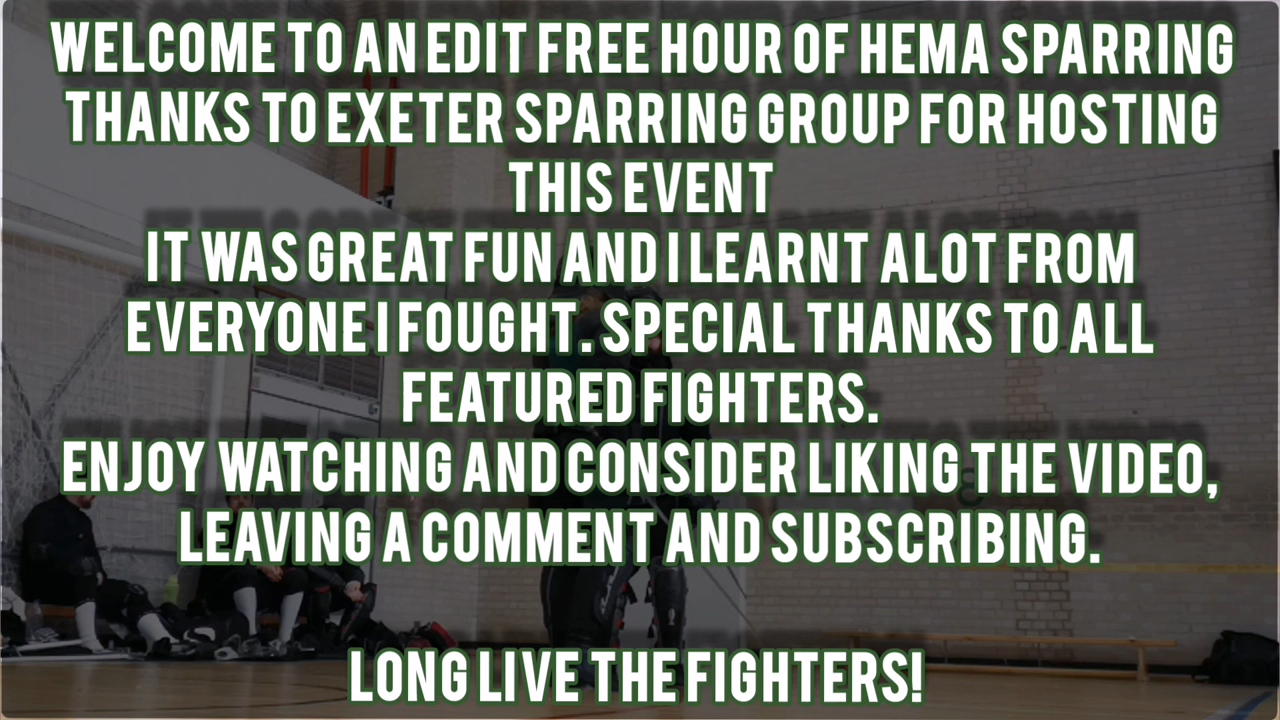 WELCOME TO AN EDIT FREE HOUR OF HEMA SPARRING
THANKS TO EXETER SPARRING GROUP FOR HOSTING
THIS EVENT
IT WAS GREAT FUN AND I LEARNT ALOT FROM
EVERYONE I FOUGHT. SPECIAL THANKS TO ALL
FEATURED FIGHTERS.
ENJOY WATCHING AND CONSIDER LIKING THE VIDEO,
LEAVING A COMMENT AND SUBSCRIBING.
LONG LIVE THE FIGHTERS!